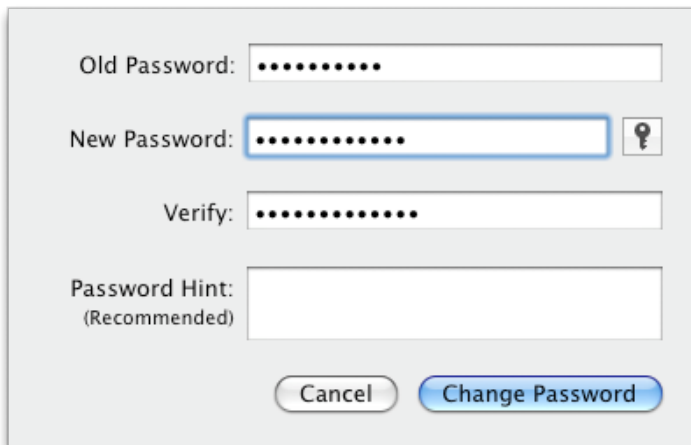 Old Password: ••••••••••
New Password: ••••••••••••
Verify: •••••••••••••
Password Hint:
(Recommended)
Cancel Change Password